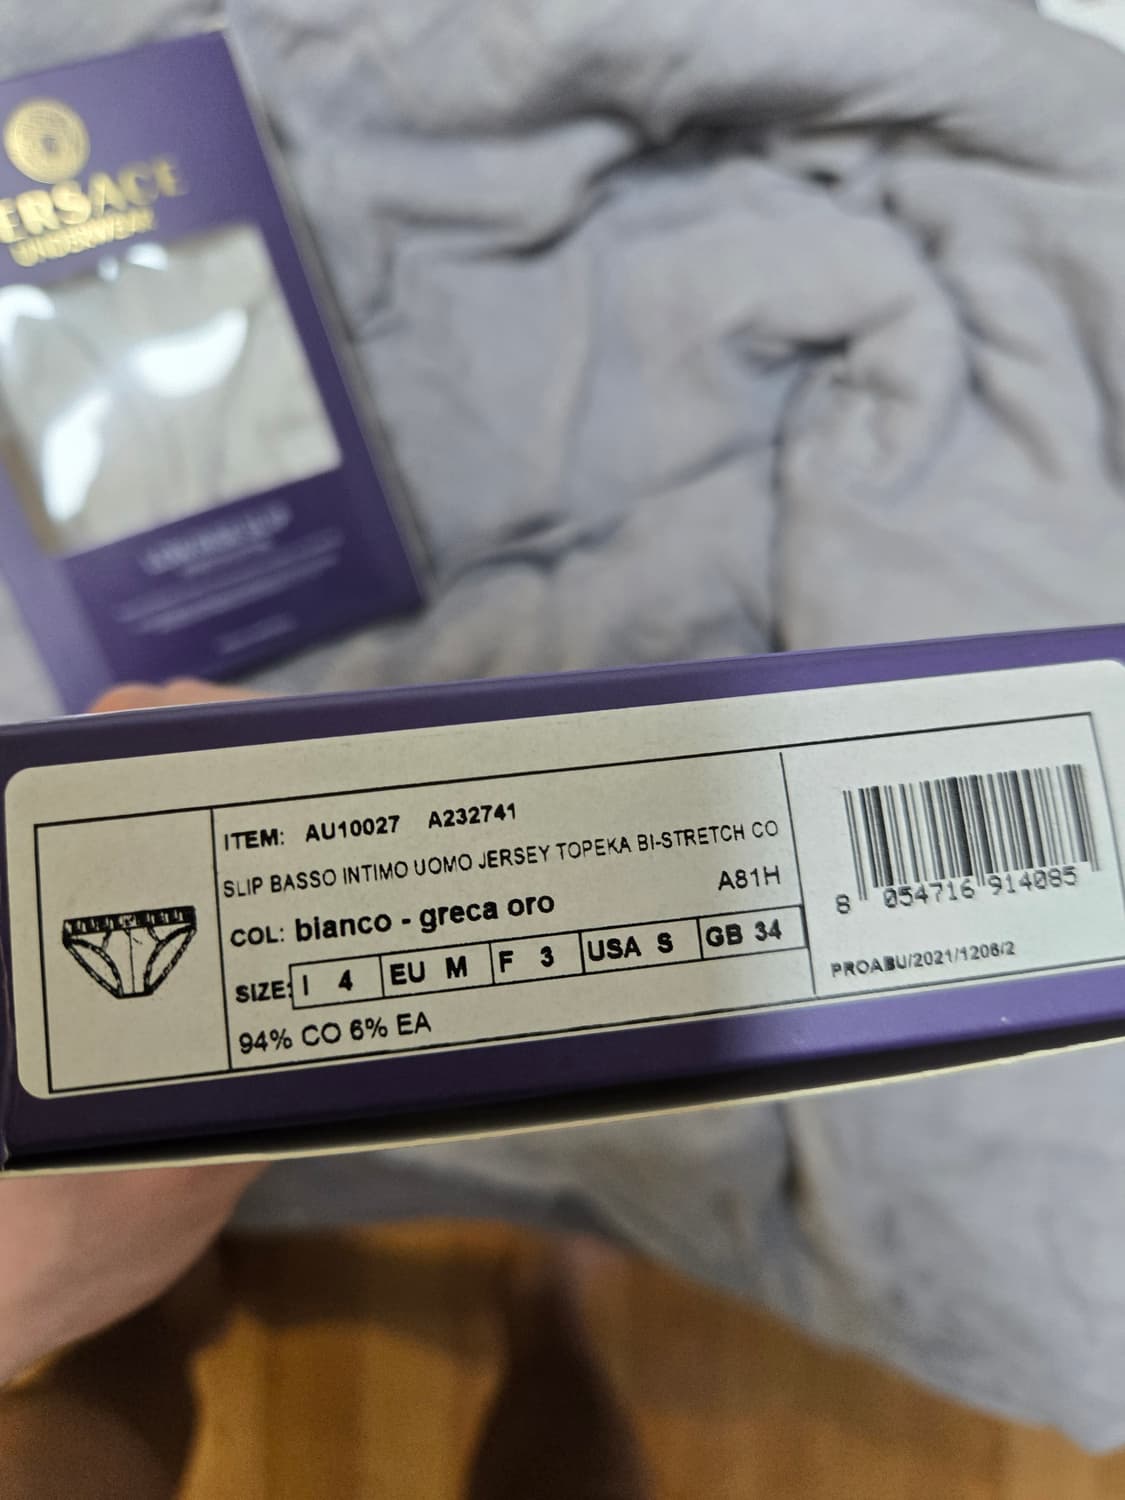 ERSACE
UNDERWEAR
ITEM: AU10027 A232741
SLIP BASSO INTIMO UOMO JERSEY TOPEKA BI-STRETCH CO
COL: bianco - greca oro A81H
SIZE: I 4 EU M F 3 USA S GB 34
94% CO 6% EA
8 054716 914085
PROABU/2021/1206/2